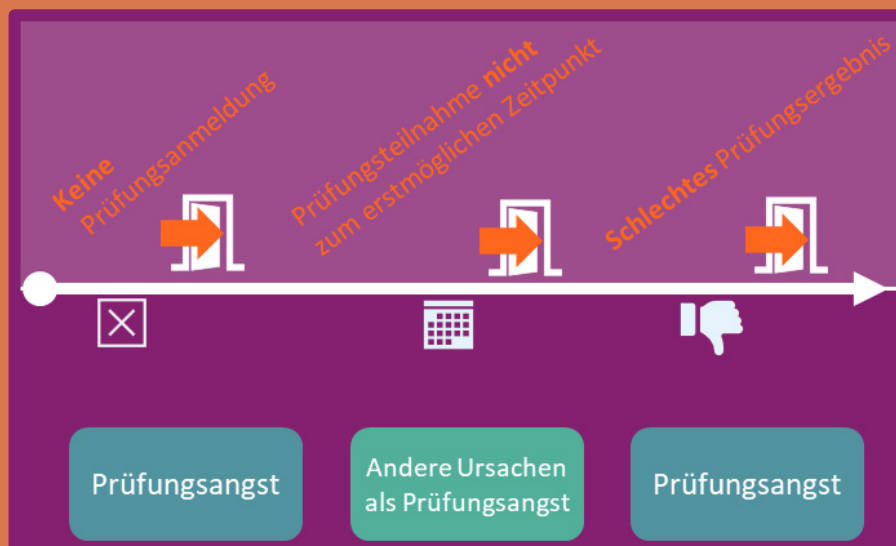 Keine
Prüfungsanmeldung
Prüfungsteilnahme nicht
zum erstmöglichen Zeitpunkt
Schlechtes Prüfungsergebnis
Prüfungsangst
Andere Ursachen
als Prüfungsangst
Prüfungsangst